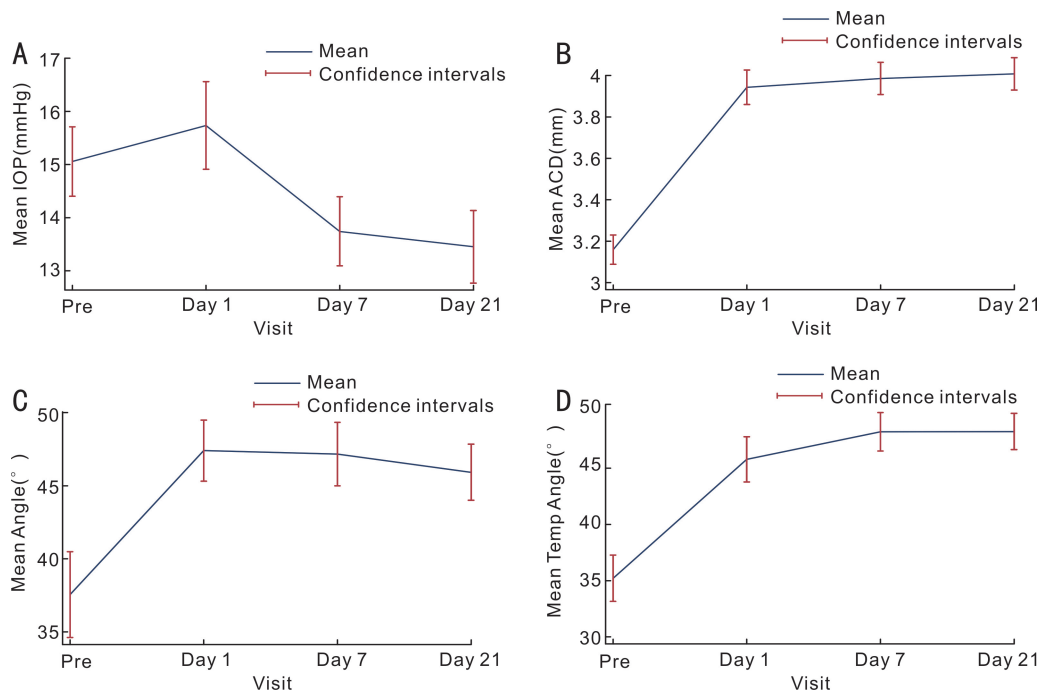 A
Mean
Confidence intervals
Mean IOP(mmHg)
17
16
15
14
13
Pre
Day 1
Day 7
Day 21
Visit
B
Mean
Confidence intervals
Mean ACD(mm)
4
3.8
3.6
3.4
3.2
3
Pre
Day 1
Day 7
Day 21
Visit
C
Mean
Confidence intervals
Mean Angle(°)
50
45
40
35
Pre
Day 1
Day 7
Day 21
Visit
D
Mean
Confidence intervals
Mean Temp Angle(°)
50
45
40
35
30
Pre
Day 1
Day 7
Day 21
Visit